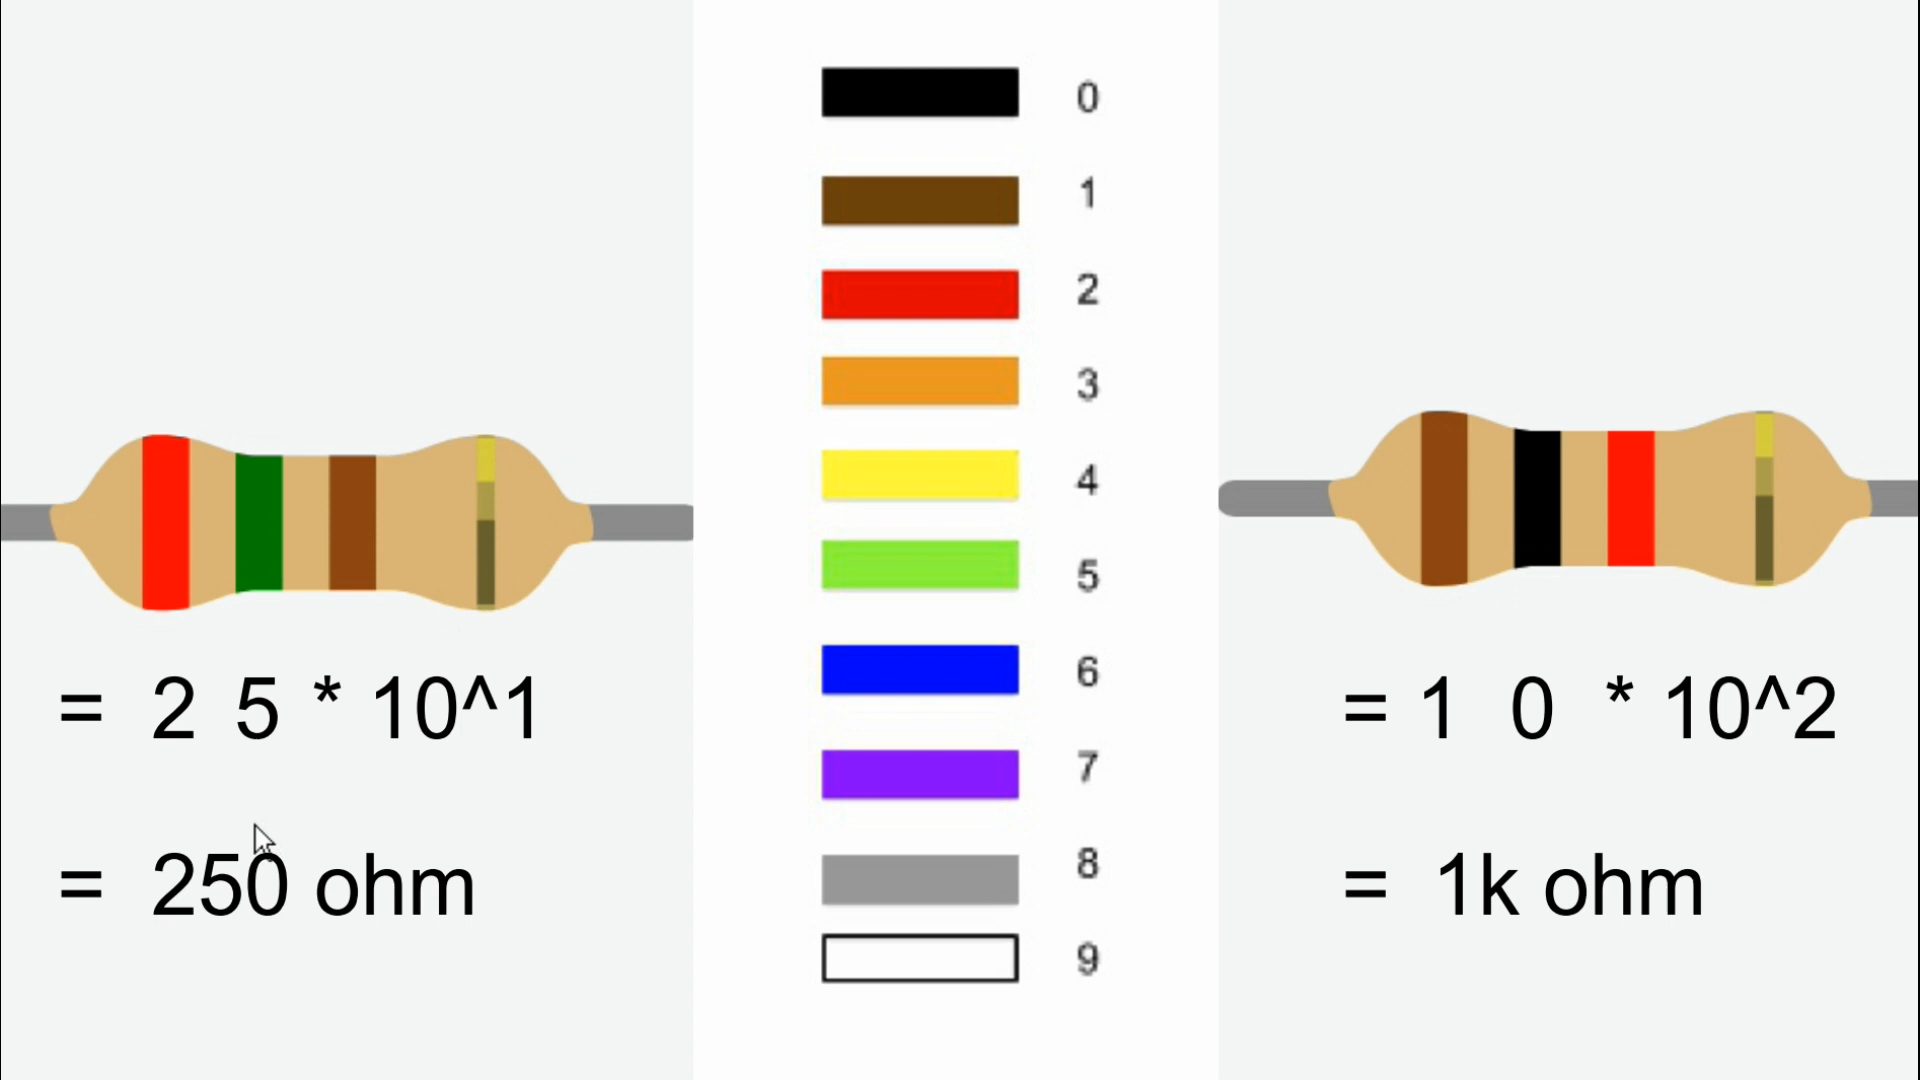 = 2 5 * 10^1
= 250 ohm
0
1
2
3
4
5
6
7
8
9
= 1 0 * 10^2
= 1k ohm